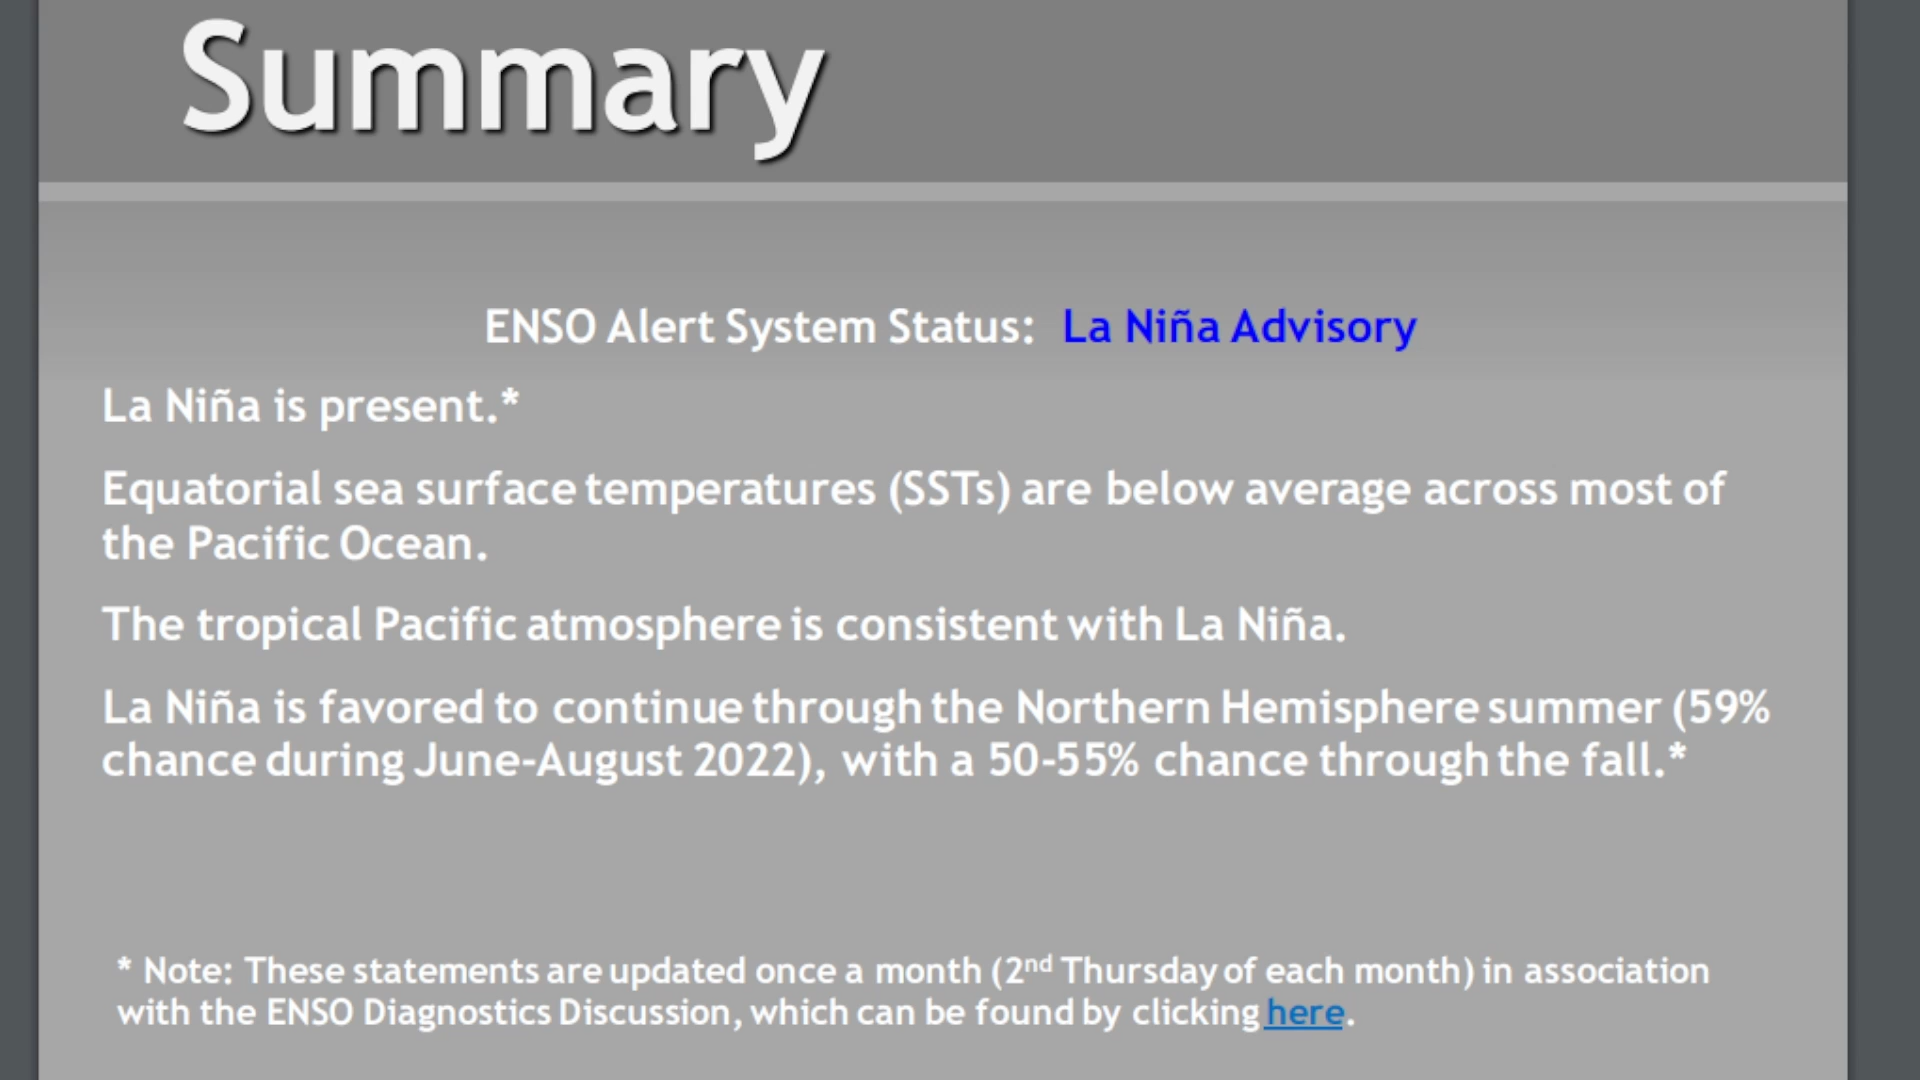 Summary
ENSO Alert System Status: La Niña Advisory
La Niña is present.*
Equatorial sea surface temperatures (SSTs) are below average across most of
the Pacific Ocean.
The tropical Pacific atmosphere is consistent with La Niña.
La Niña is favored to continue through the Northern Hemisphere summer (59%
chance during June-August 2022), with a 50-55% chance through the fall.*
* Note: These statements are updated once a month (2nd Thursday of each month) in association
with the ENSO Diagnostics Discussion, which can be found by clicking here.